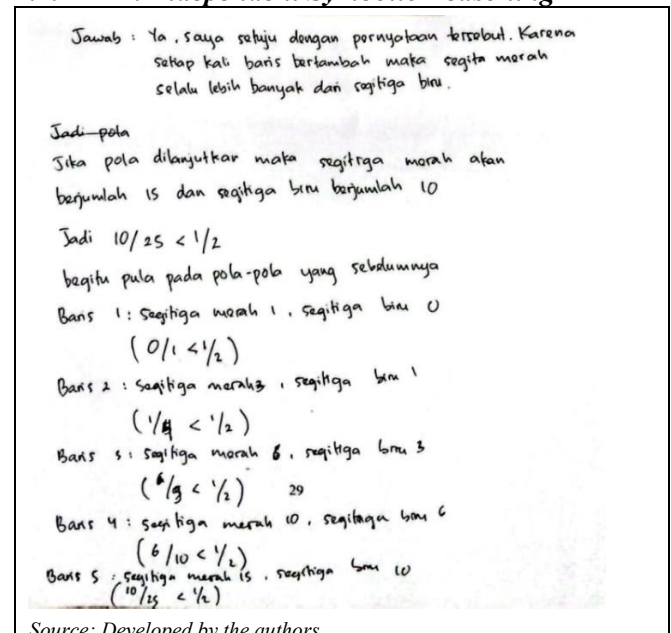 Jawab : Ya, saya setuju dengan pernyataan tersebut. Karena
setiap kali baris bertambah maka segita merah
selalu lebih banyak dari segitiga biru.
Jadi pola
Jika pola dilanjutkan maka segitiga merah akan
berjumlah 15 dan segitiga biru berjumlah 10
Jadi 10/25 < 1/2
begitu pula pada pola-pola yang sebelumnya
Baris 1 : Segitiga merah 1, segitiga biru 0
(0/1 < 1/2)
Baris 2 : Segitiga merah 3, segitiga biru 1
(1/4 < 1/2)
Baris 3 : Segitiga merah 6, segitiga biru 3
(6/9 < 1/2) 29
Baris 4 : segitiga merah 10, segitiga biru 6
(6/10 < 1/2)
Baris 5 : segitiga merah 15, segitiga biru 10
(10/25 < 1/2)
Source: Developed by the authors